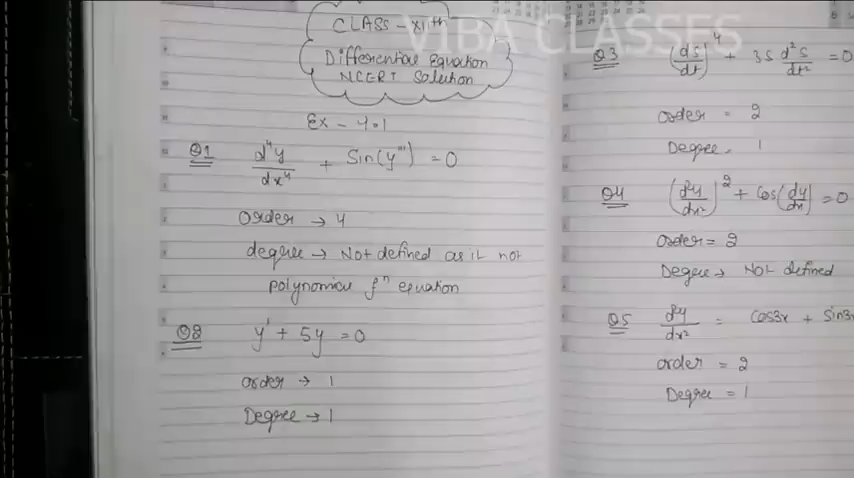 VIBA CLASSES
CLASS - XIIth
Differential Equation
NCERT Solution
Ex - 9.1
Q1 d⁴y/dx⁴ + Sin(y''') = 0
Order → 4
degree → Not defined as it not
polynomial fⁿ equation
Q2 y' + 5y = 0
Order → 1
Degree → 1
Q3 (ds/dt)⁴ + 3s d²s/dt² = 0
Order = 2
Degree = 1
Q4 (d²y/dx²)² + cos(dy/dx) = 0
Order = 2
Degree → Not defined
Q5 d²y/dx² = cos3x + sin3x
Order = 2
Degree = 1